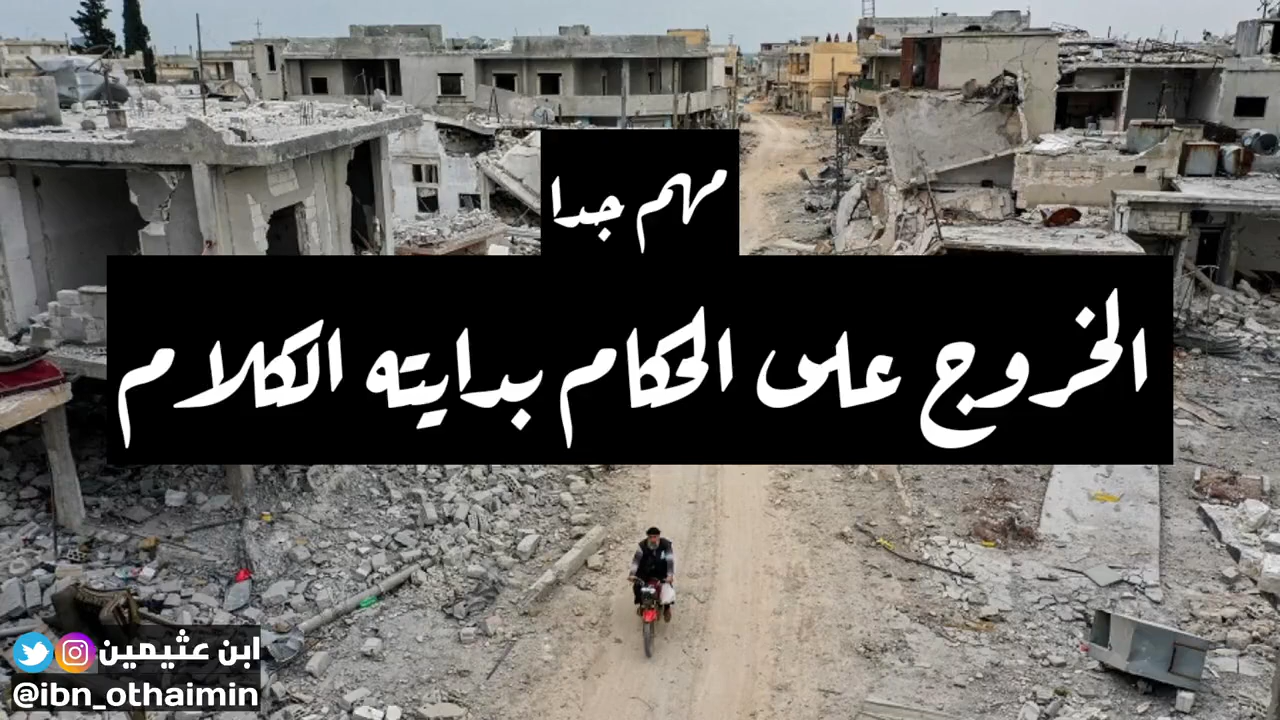 مهم جدا
الخروج على الحكام بدايته الكلام
ابن عثيمين
@ibn_othaimin